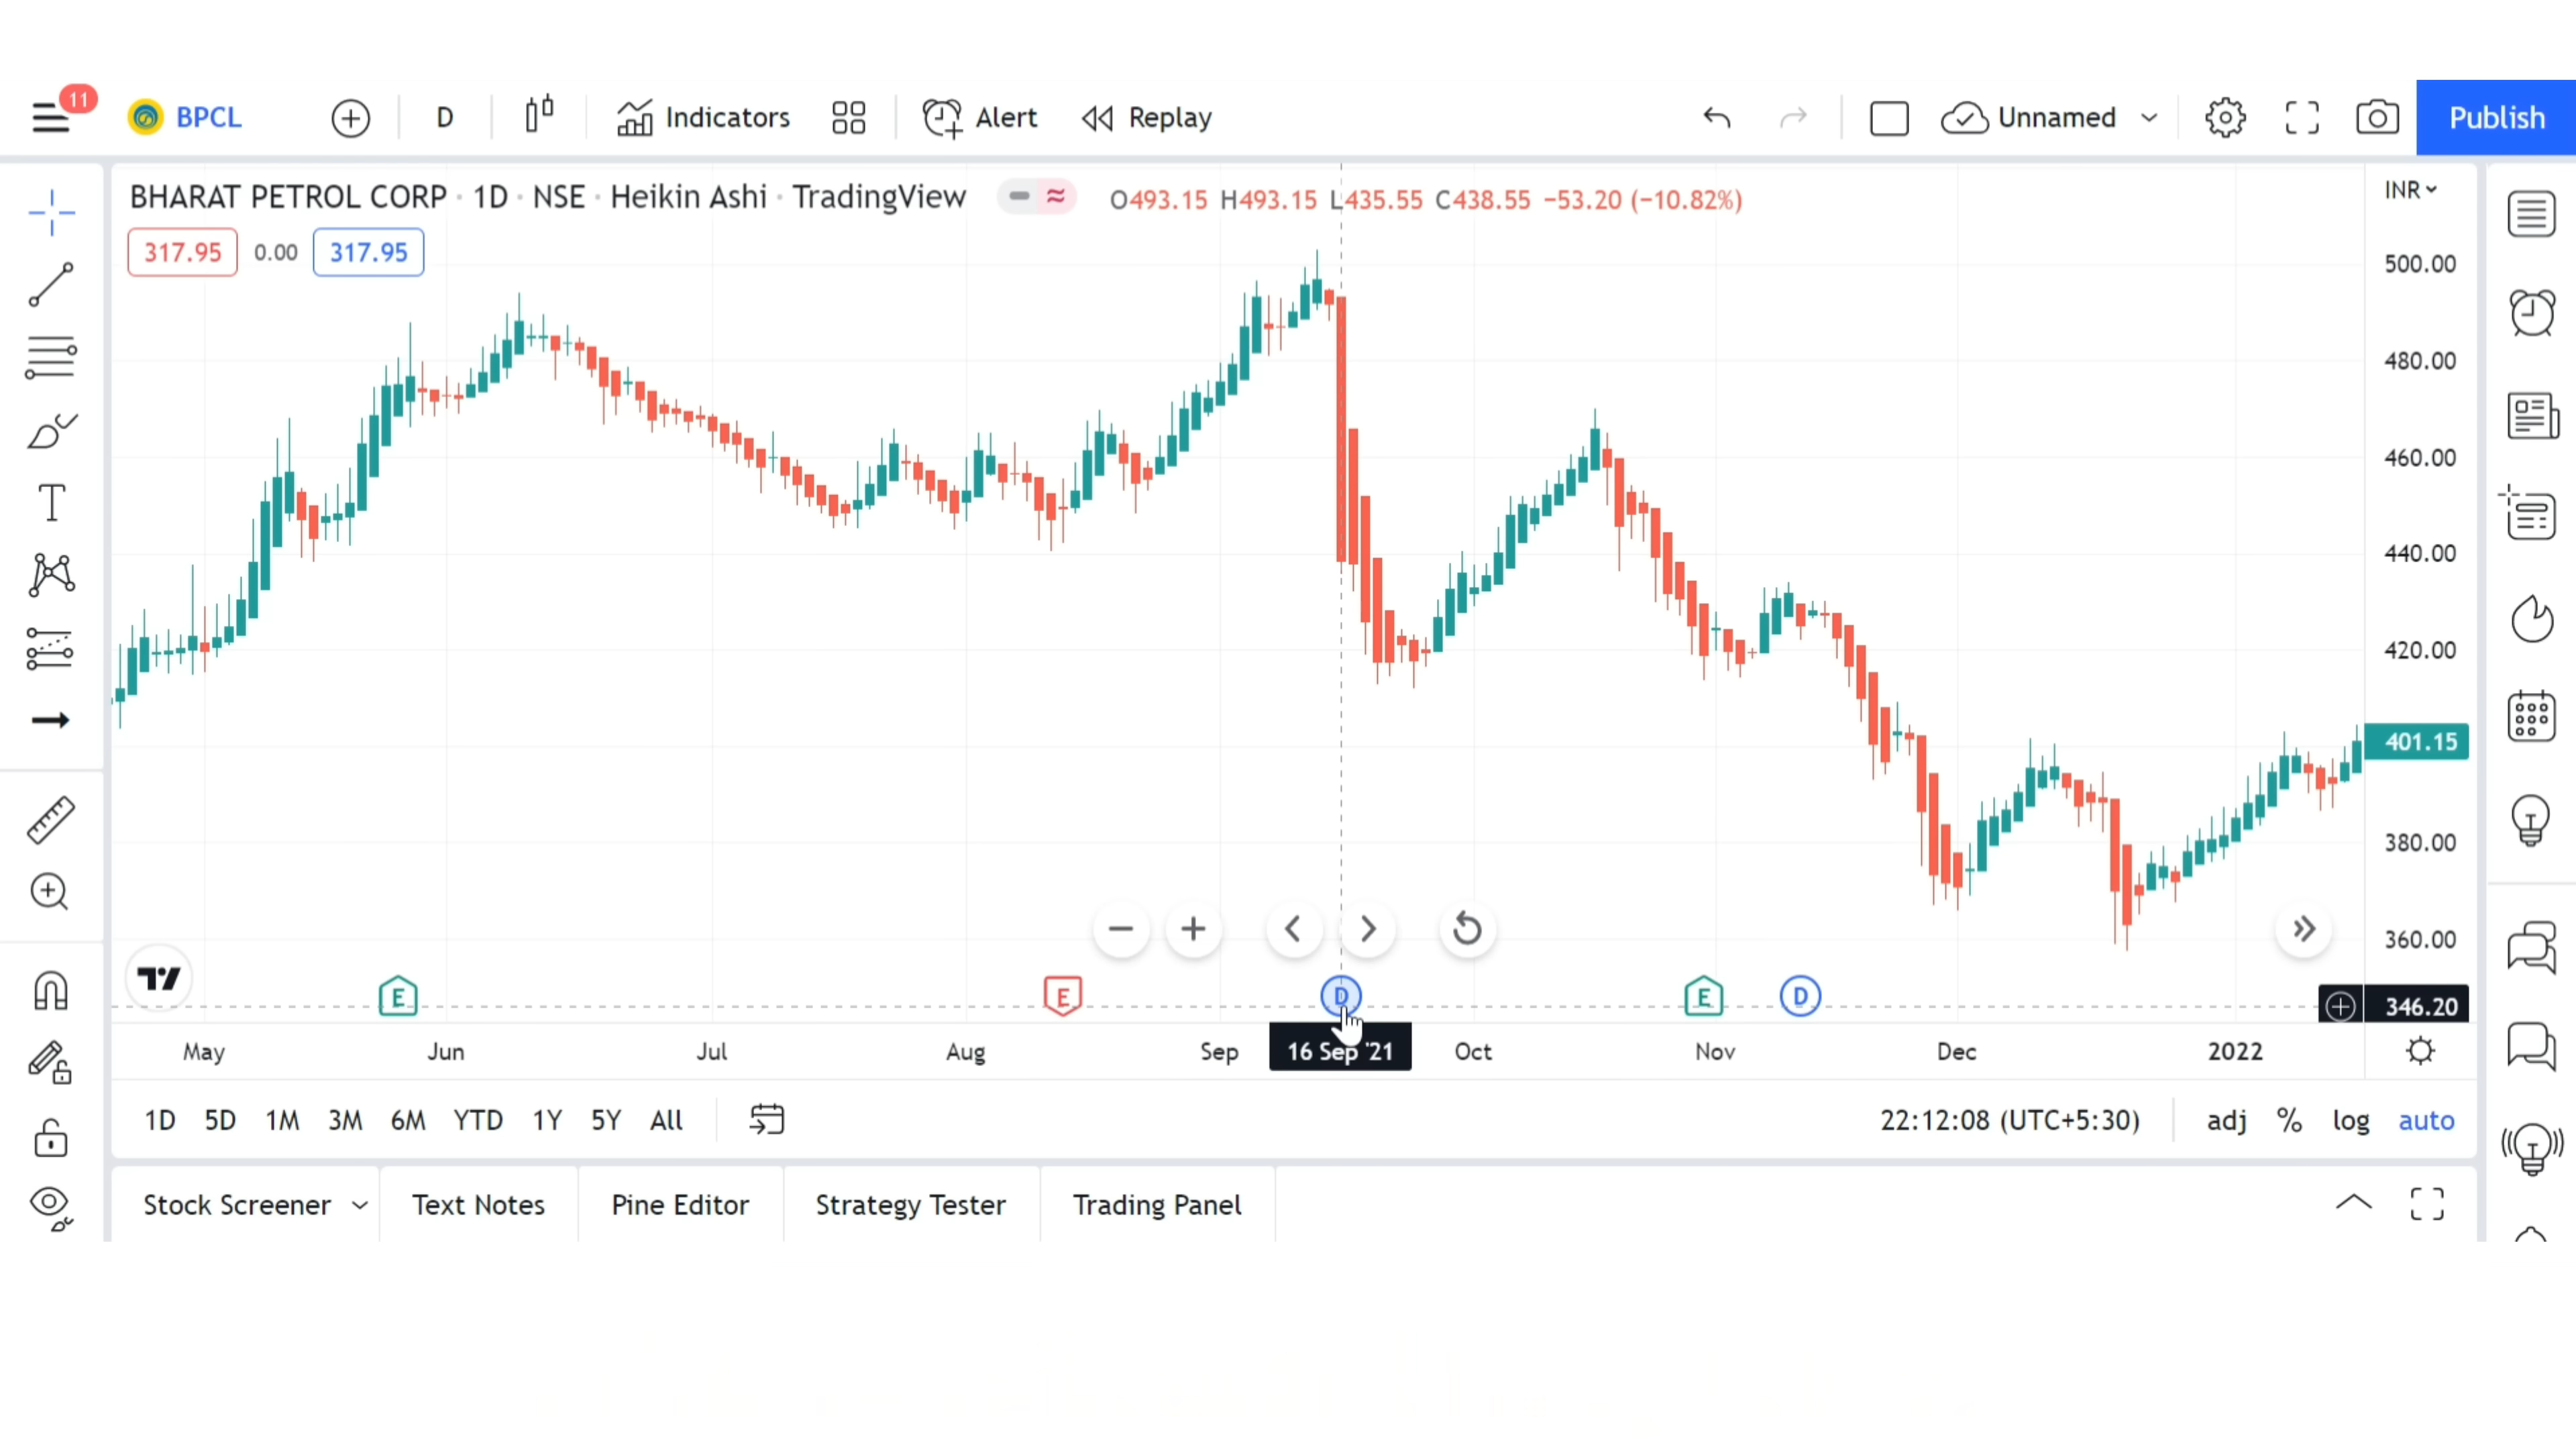 11
BPCL D Indicators Alert Replay Unnamed Publish
BHARAT PETROL CORP · 1D · NSE · Heikin Ashi · TradingView O493.15 H493.15 L435.55 C438.55 −53.20 (−10.82%) INR
317.95 0.00 317.95
500.00
480.00
460.00
440.00
420.00
401.15
380.00
360.00
E E D E D
346.20
May Jun Jul Aug Sep 16 Sep '21 Oct Nov Dec 2022
1D 5D 1M 3M 6M YTD 1Y 5Y All 22:12:08 (UTC+5:30) adj % log auto
Stock Screener Text Notes Pine Editor Strategy Tester Trading Panel